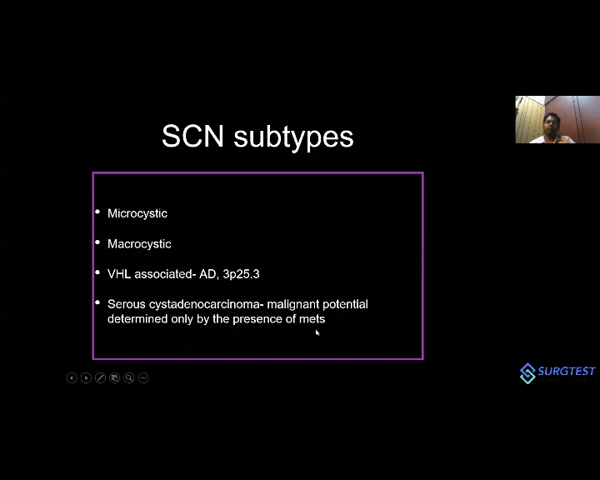 SCN subtypes
• Microcystic
• Macrocystic
• VHL associated- AD, 3p25.3
• Serous cystadenocarcinoma- malignant potential
determined only by the presence of mets
SURGTEST